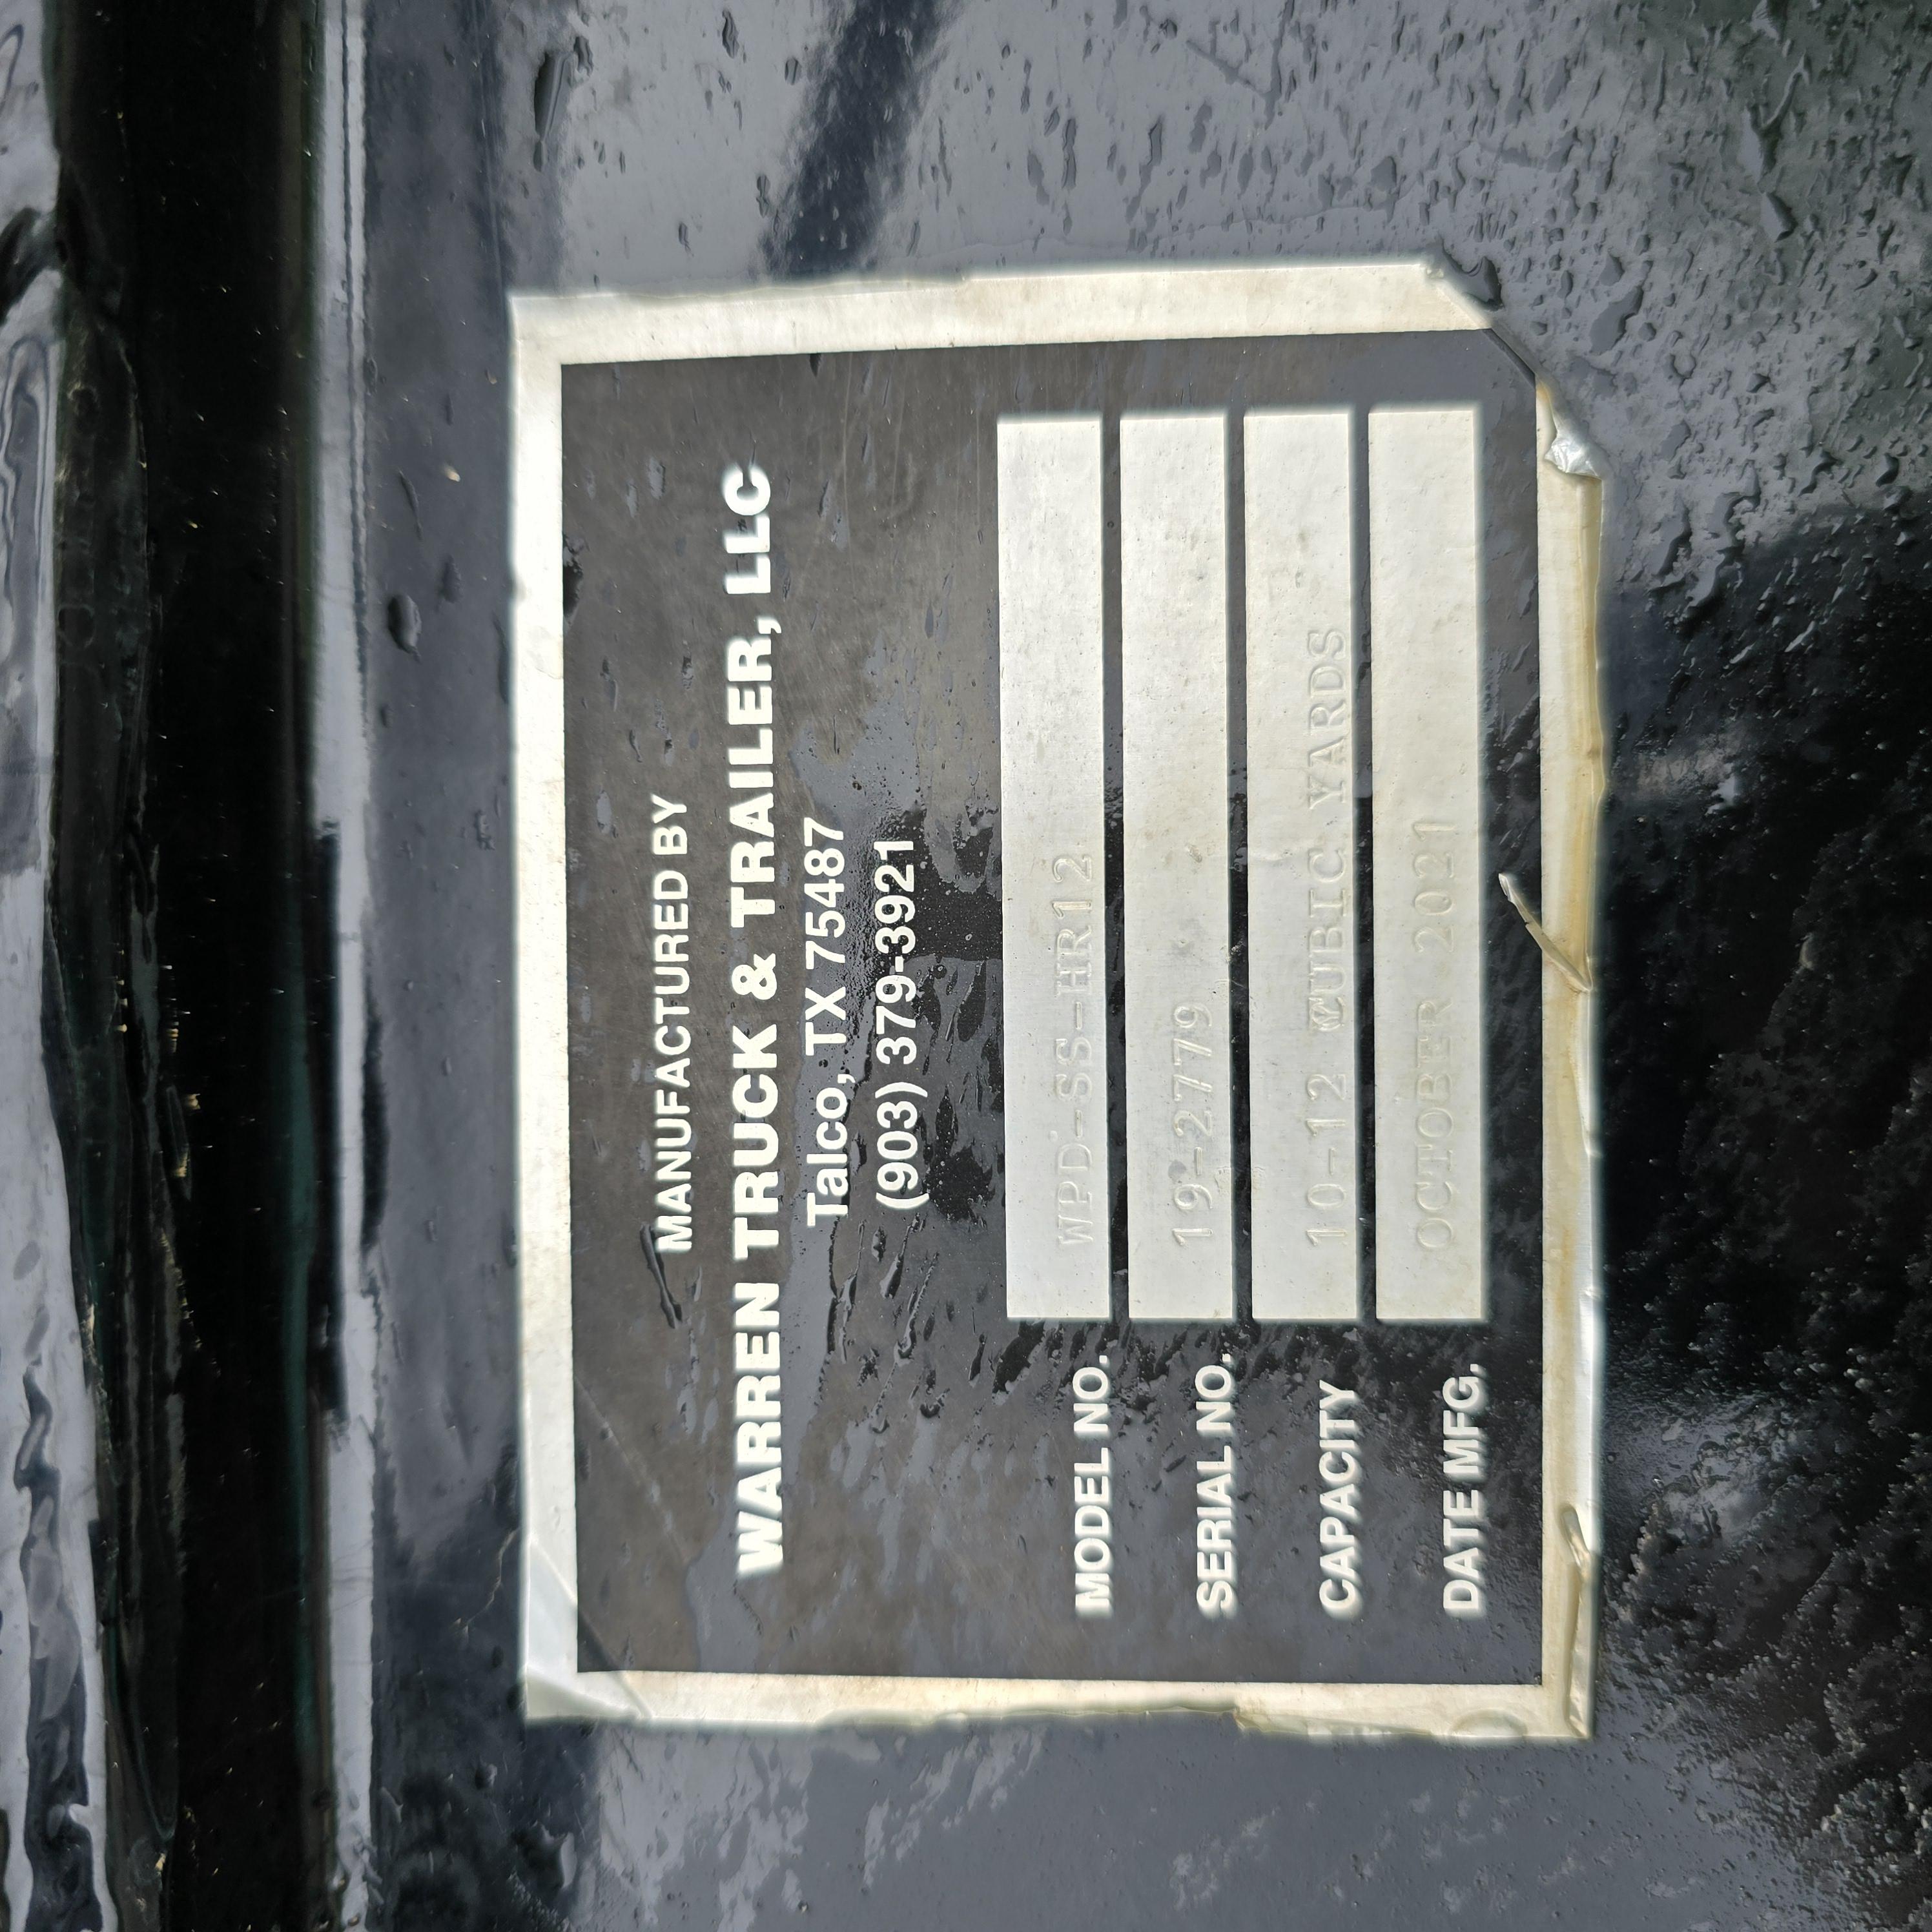 MANUFACTURED BY
WARREN TRUCK & TRAILER, LLC
Talco, TX 75487
(903) 379-3921
MODEL NO. WPD-SS-HR12
SERIAL NO. 19-2779
CAPACITY 10-12 CUBIC YARDS
DATE MFG. OCTOBER 2021